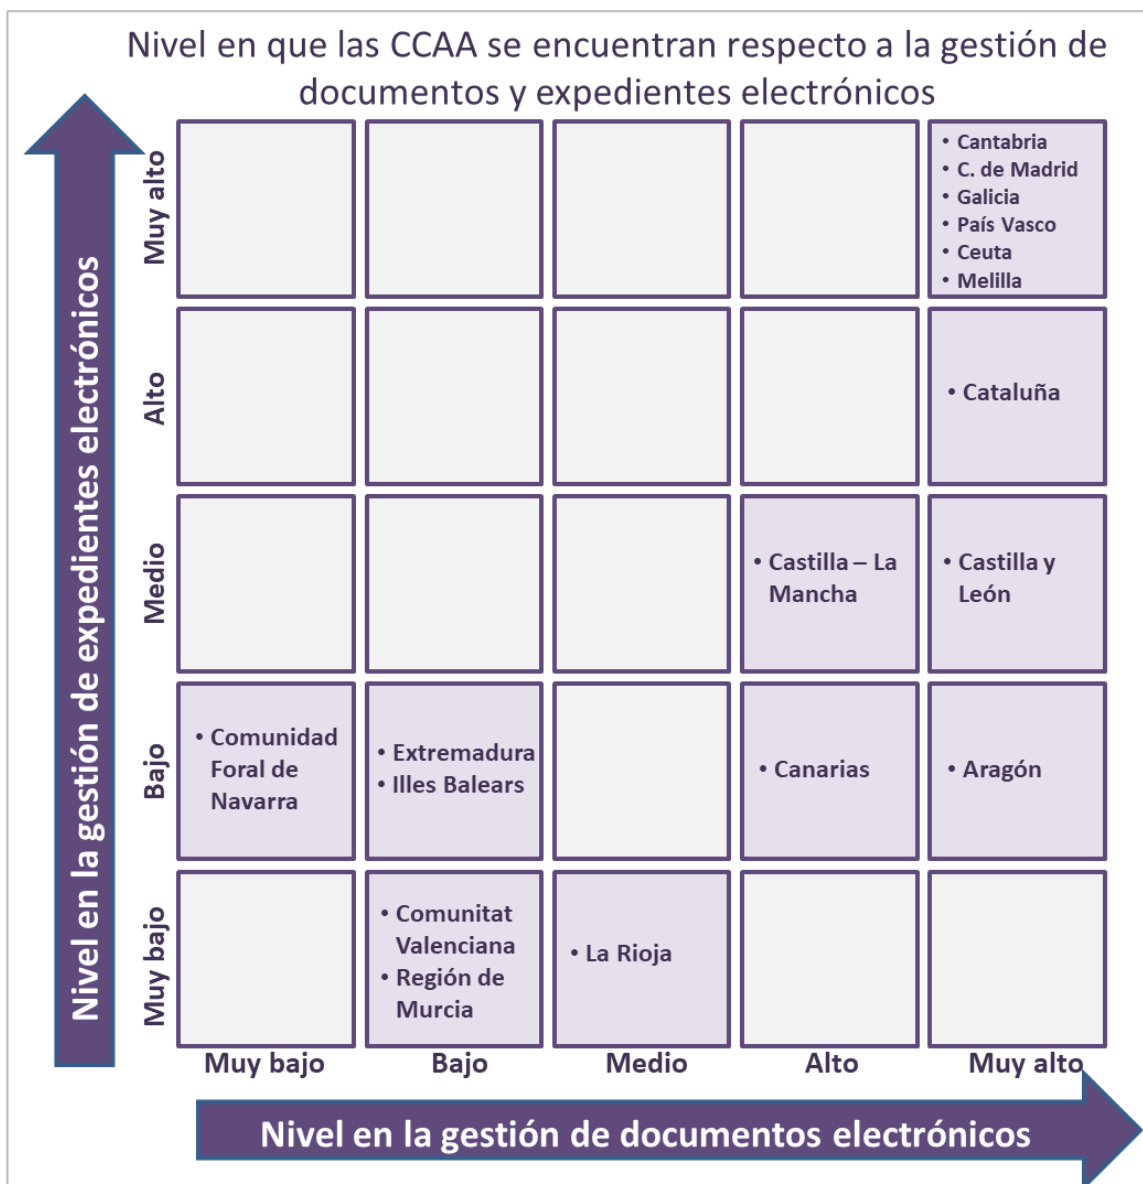 Nivel en que las CCAA se encuentran respecto a la gestión de
documentos y expedientes electrónicos
Nivel en la gestión de expedientes electrónicos
Muy alto
• Cantabria
• C. de Madrid
• Galicia
• País Vasco
• Ceuta
• Melilla
Alto
• Cataluña
Medio
• Castilla – La
Mancha
• Castilla y
León
Bajo
• Comunidad
Foral de
Navarra
• Extremadura
• Illes Balears
• Canarias
• Aragón
Muy bajo
• Comunitat
Valenciana
• Región de
Murcia
• La Rioja
Muy bajo
Bajo
Medio
Alto
Muy alto
Nivel en la gestión de documentos electrónicos